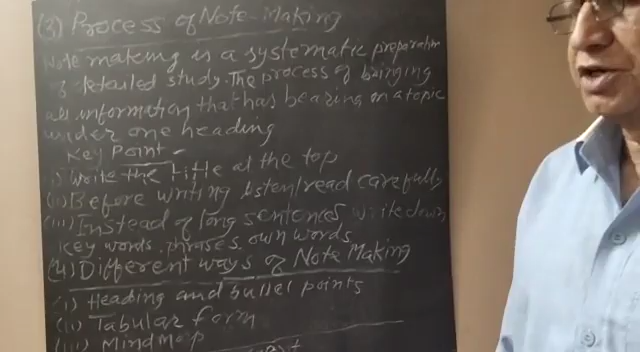 (3) Process of Note-Making
Note making is a systematic preparation
of detailed study. The process of bringing
all information that has bearing on a topic
under one heading
Key Point-
i) Write the title at the top
(ii) Before writing listen/read carefully
(iii) Instead of long sentences write down
key words, phrases, own words
(4) Different ways of Note Making
(i) Heading and bullet points
(ii) Tabular form
(iii) Mindmap